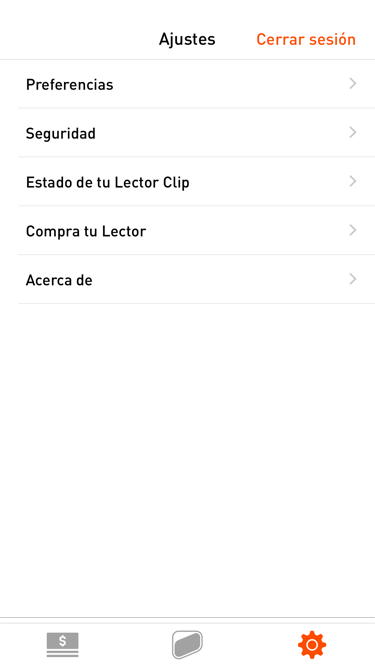 Ajustes Cerrar sesión
Preferencias
Seguridad
Estado de tu Lector Clip
Compra tu Lector
Acerca de
$